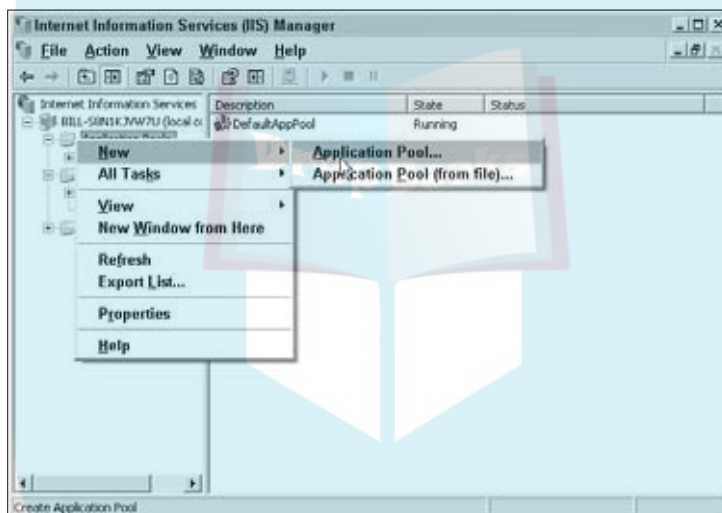 Internet Information Services (IIS) Manager
File Action View Window Help
Internet Information Services
Description State Status
(local co
DefaultAppPool Running
New
Application Pool...
All Tasks
Application Pool (from file)...
View
New Window from Here
Refresh
Export List...
Properties
Help
Create Application Pool